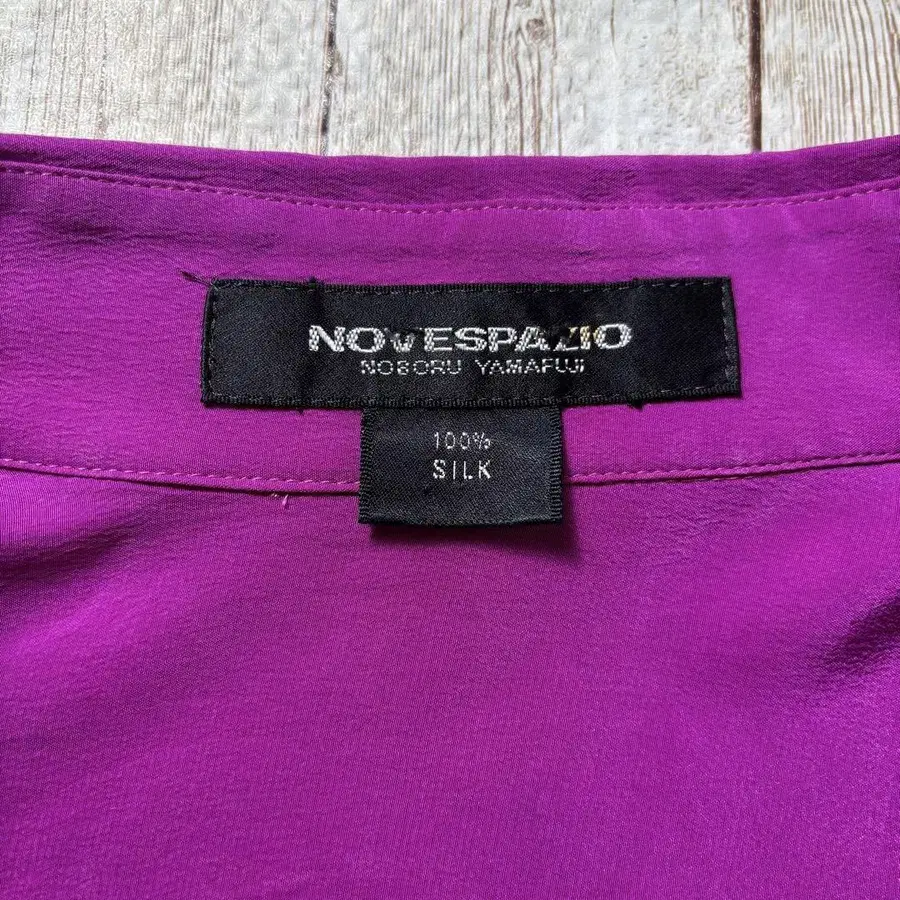 NOVESPAZIO
NOBORU YAMAFUJI
100%
SILK